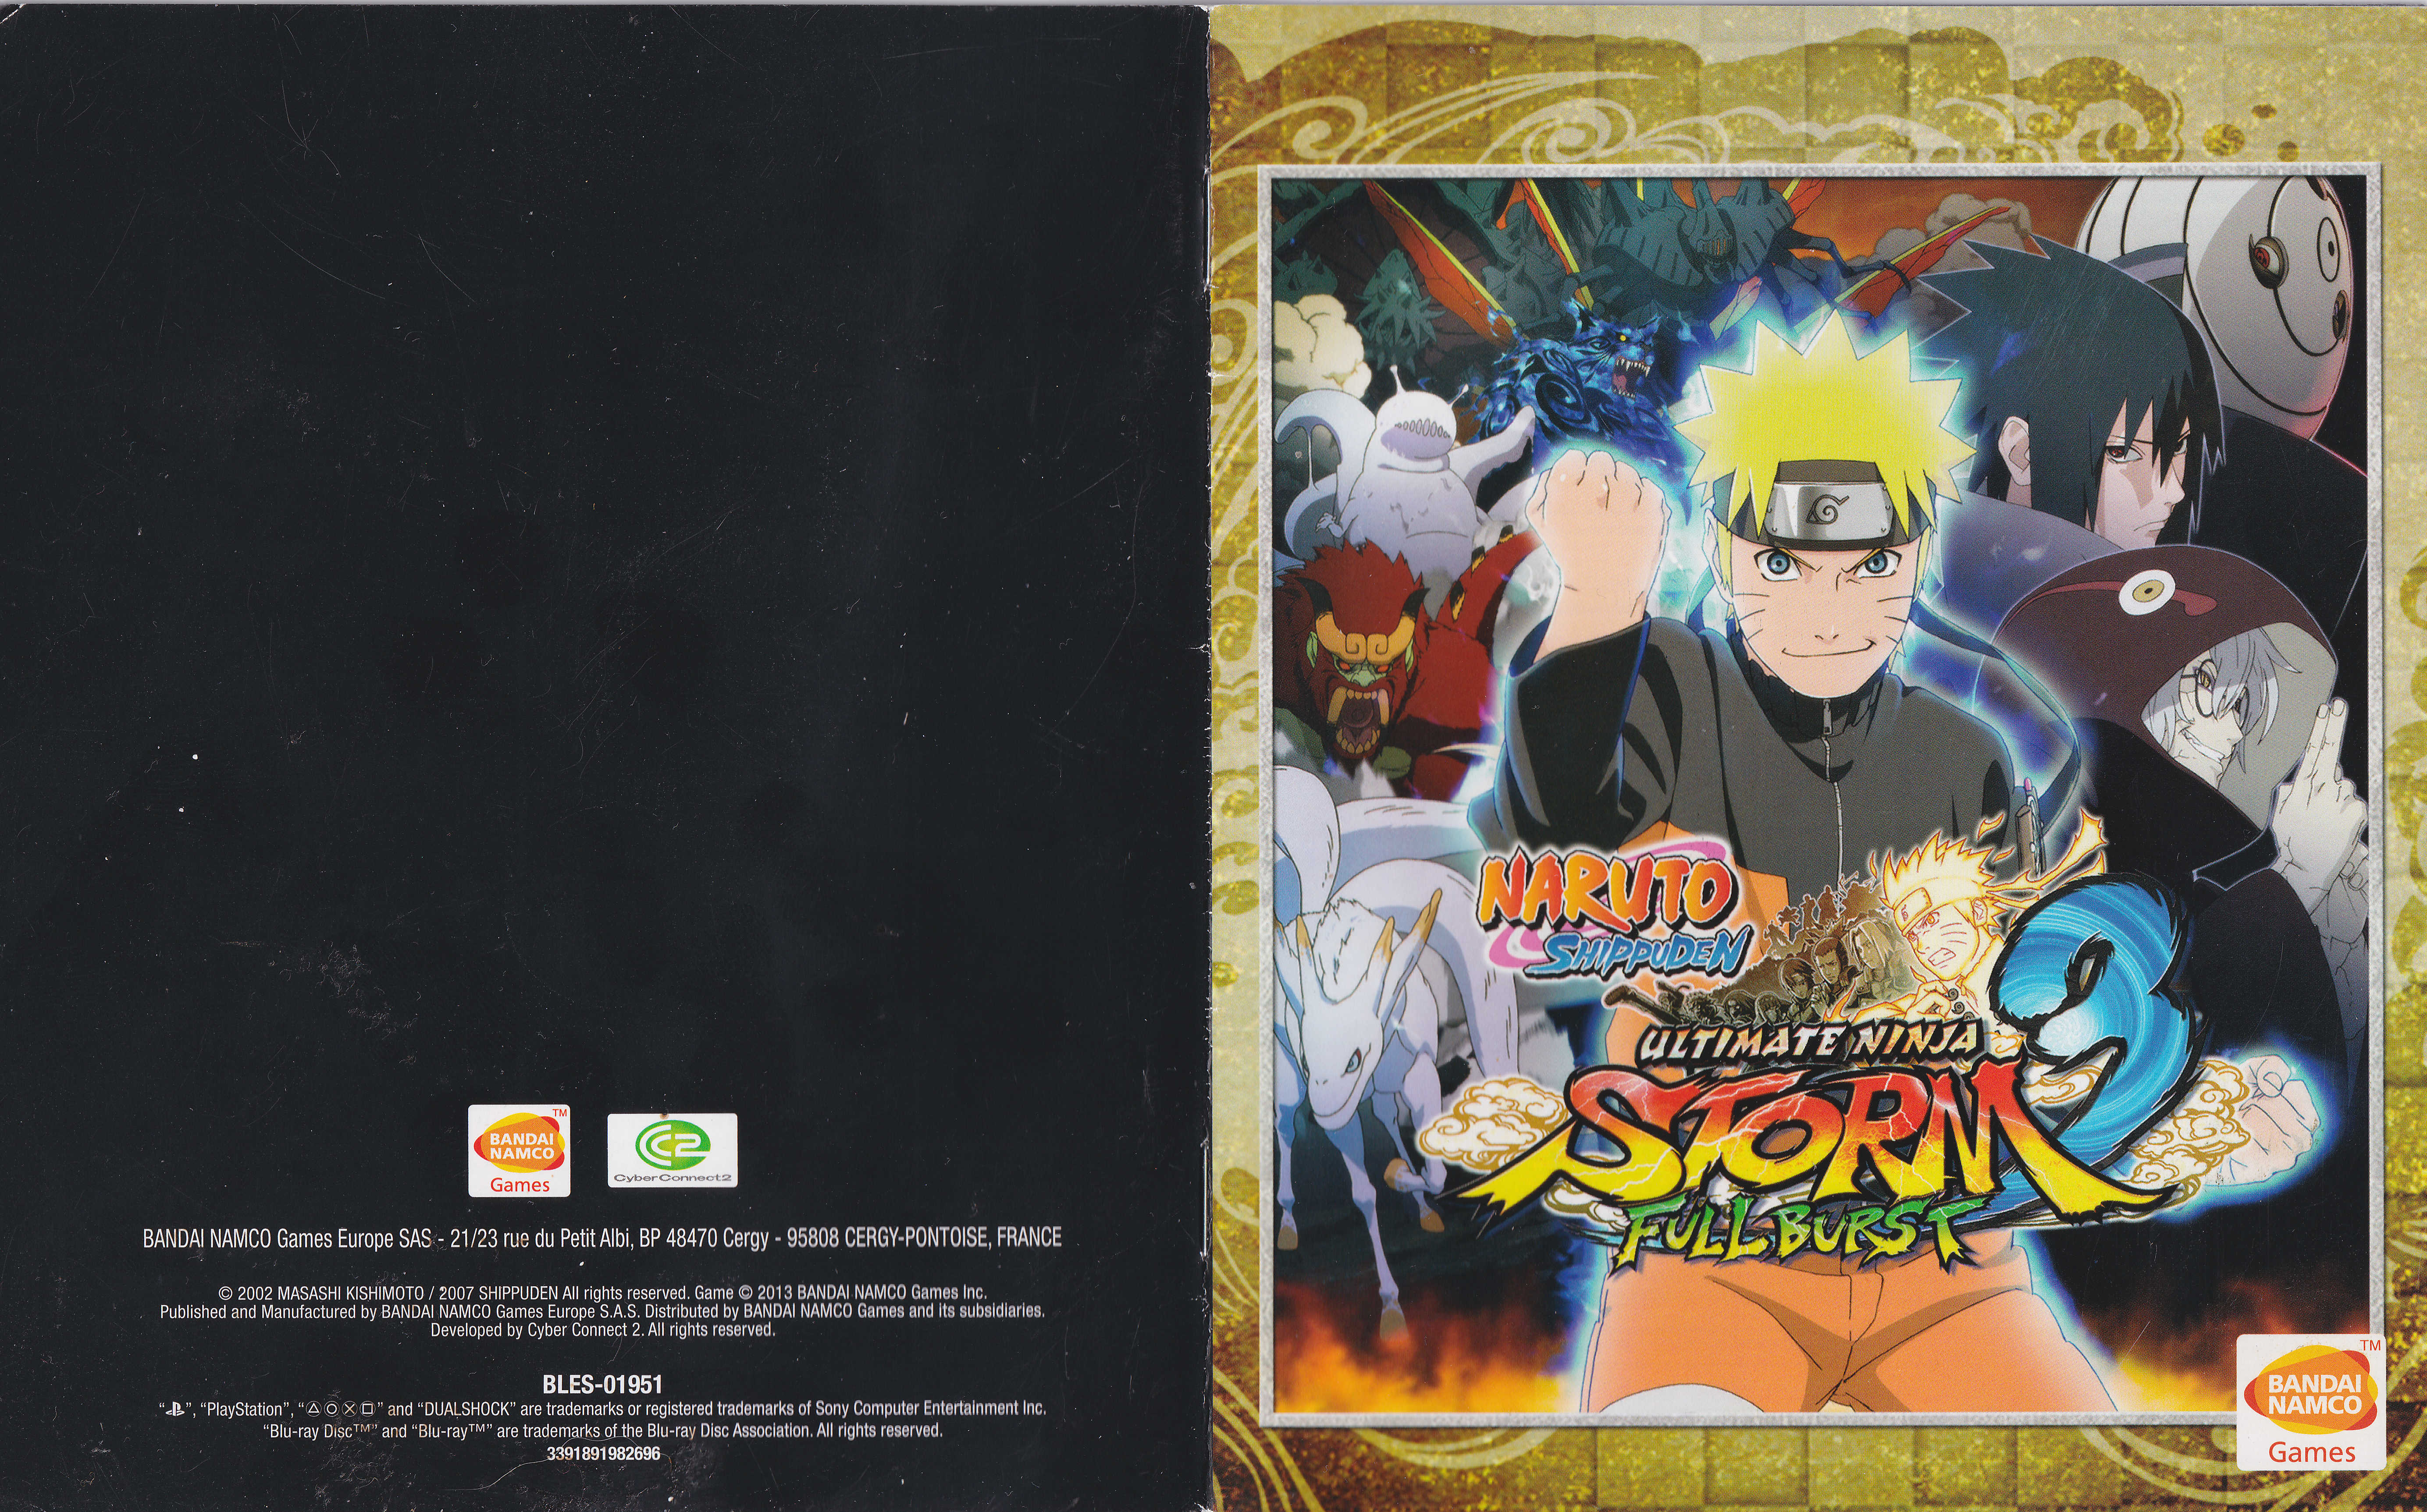 BANDAI
NAMCO
Games
TM
CyberConnect2
BANDAI NAMCO Games Europe SAS - 21/23 rue du Petit Albi, BP 48470 Cergy - 95808 CERGY-PONTOISE, FRANCE
© 2002 MASASHI KISHIMOTO / 2007 SHIPPUDEN All rights reserved. Game © 2013 BANDAI NAMCO Games Inc.
Published and Manufactured by BANDAI NAMCO Games Europe S.A.S. Distributed by BANDAI NAMCO Games and its subsidiaries.
Developed by Cyber Connect 2. All rights reserved.
BLES-01951
“PS”, “PlayStation”, “△○✕□” and “DUALSHOCK” are trademarks or registered trademarks of Sony Computer Entertainment Inc.
“Blu-ray Disc™” and “Blu-ray™” are trademarks of the Blu-ray Disc Association. All rights reserved.
3391891982696
NARUTO
SHIPPUDEN
ULTIMATE NINJA
STORM 3
FULL BURST
TM
BANDAI
NAMCO
Games